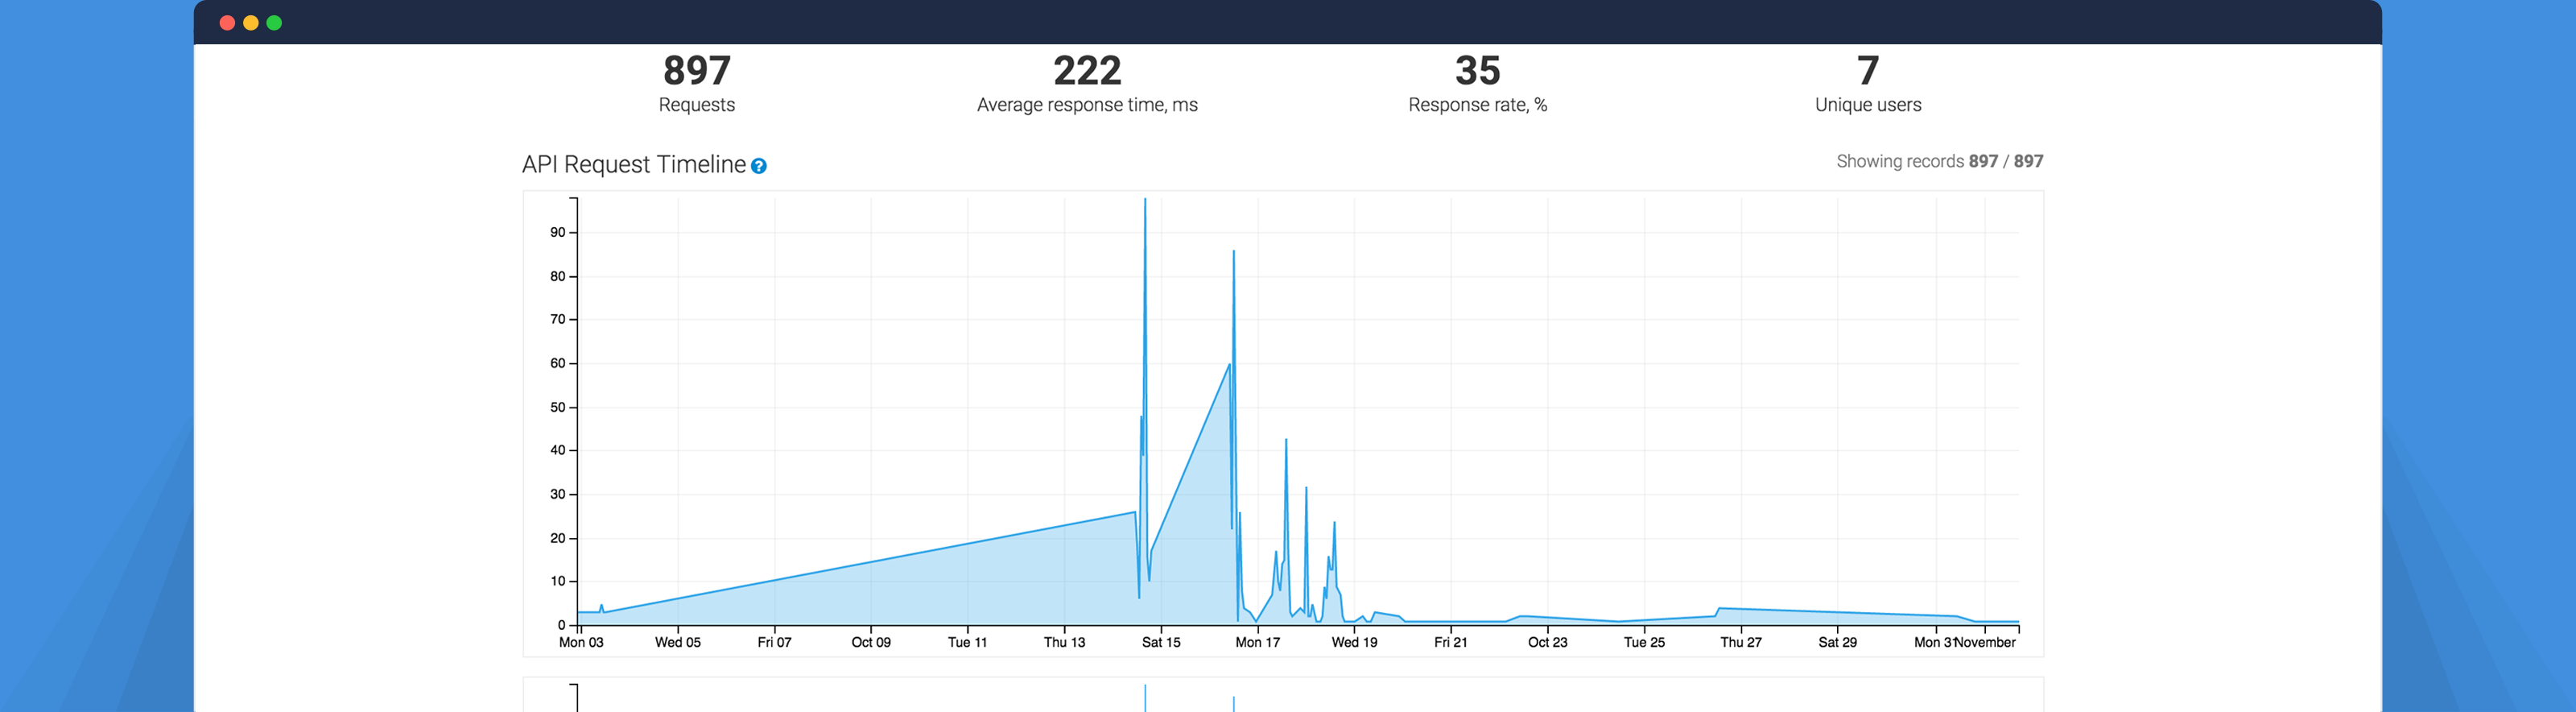 897 222 35 7
Requests Average response time, ms Response rate, % Unique users
API Request Timeline ?
Showing records 897 / 897
90
80
70
60
50
40
30
20
10
0
Mon 03 Wed 05 Fri 07 Oct 09 Tue 11 Thu 13 Sat 15 Mon 17 Wed 19 Fri 21 Oct 23 Tue 25 Thu 27 Sat 29 Mon 31 November